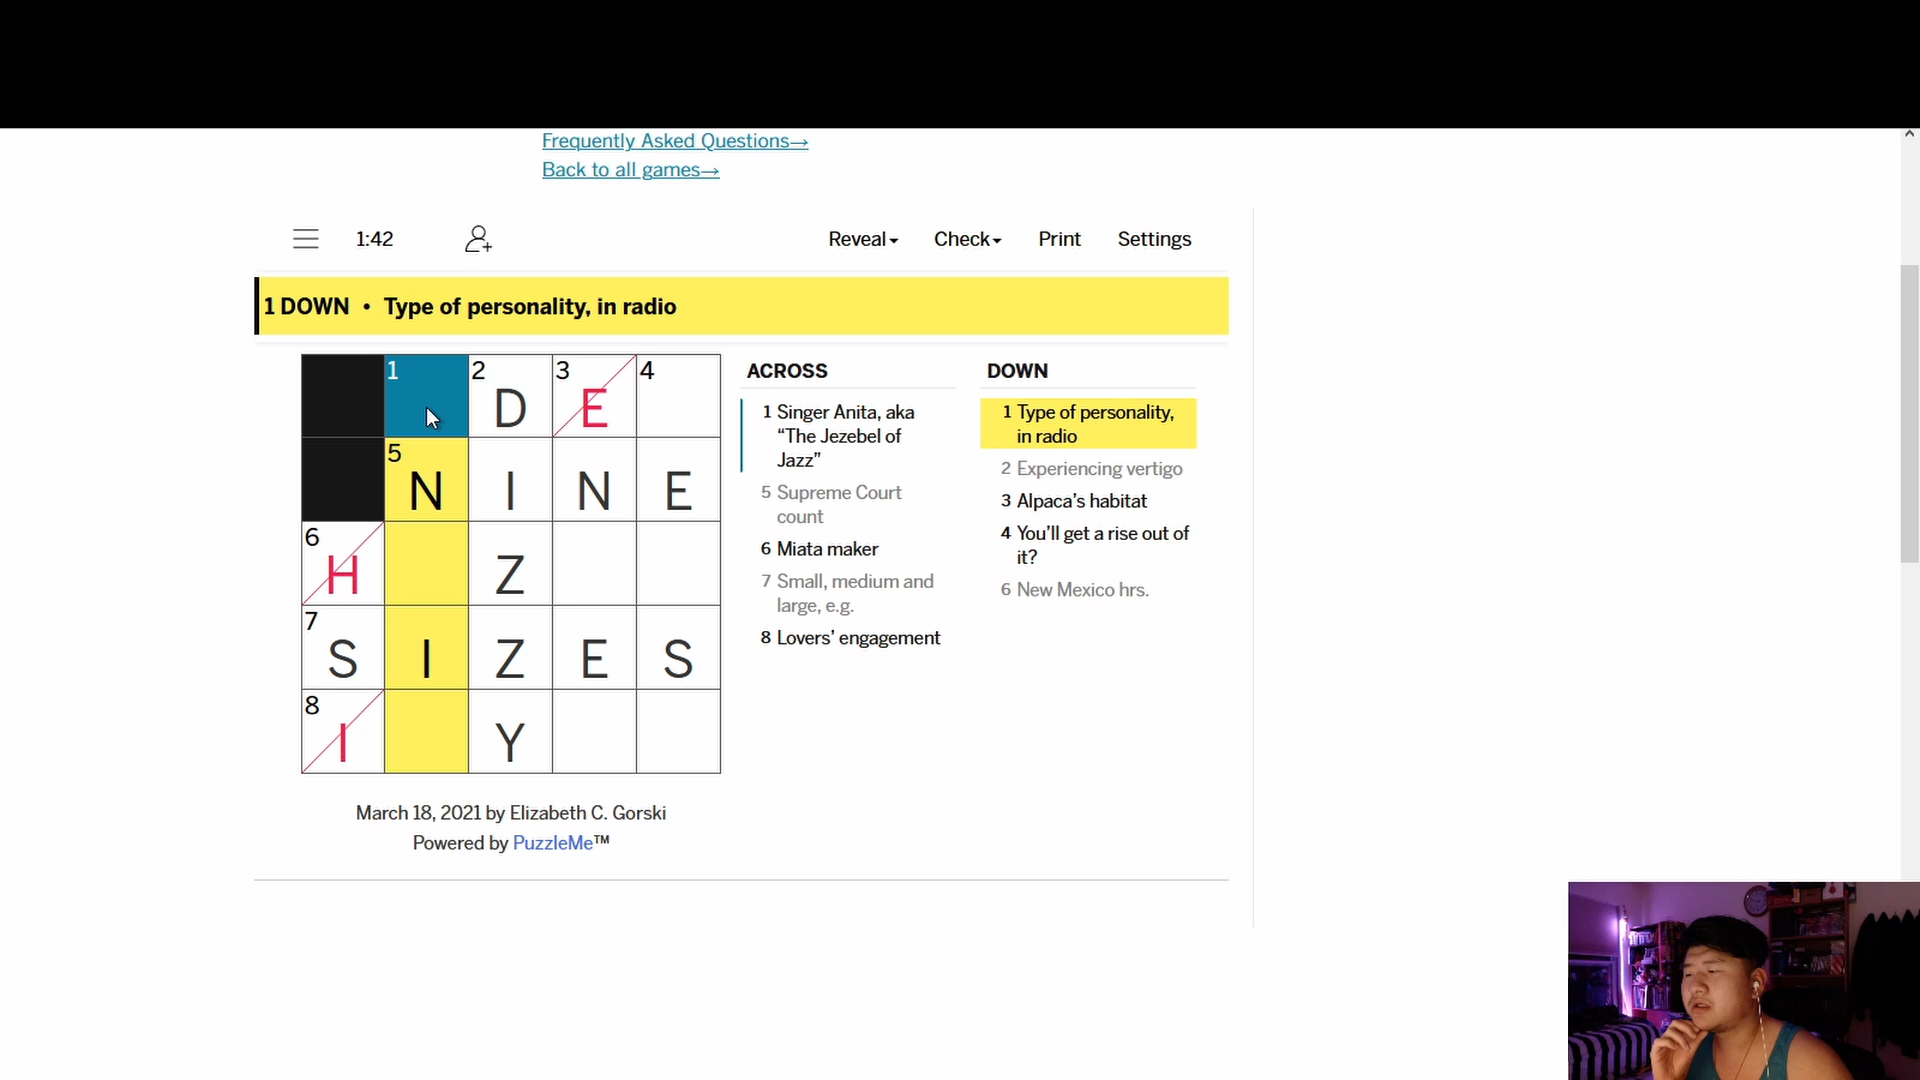 Frequently Asked Questions→
Back to all games→
1:42
Reveal Check Print Settings
1 DOWN • Type of personality, in radio
1 2 D 3 E 4
5 N I N E
6 H Z
7 S I Z E S
8 I Y
ACROSS
1 Singer Anita, aka
“The Jezebel of
Jazz”
5 Supreme Court
count
6 Miata maker
7 Small, medium and
large, e.g.
8 Lovers’ engagement
DOWN
1 Type of personality,
in radio
2 Experiencing vertigo
3 Alpaca’s habitat
4 You’ll get a rise out of
it?
6 New Mexico hrs.
March 18, 2021 by Elizabeth C. Gorski
Powered by PuzzleMe™